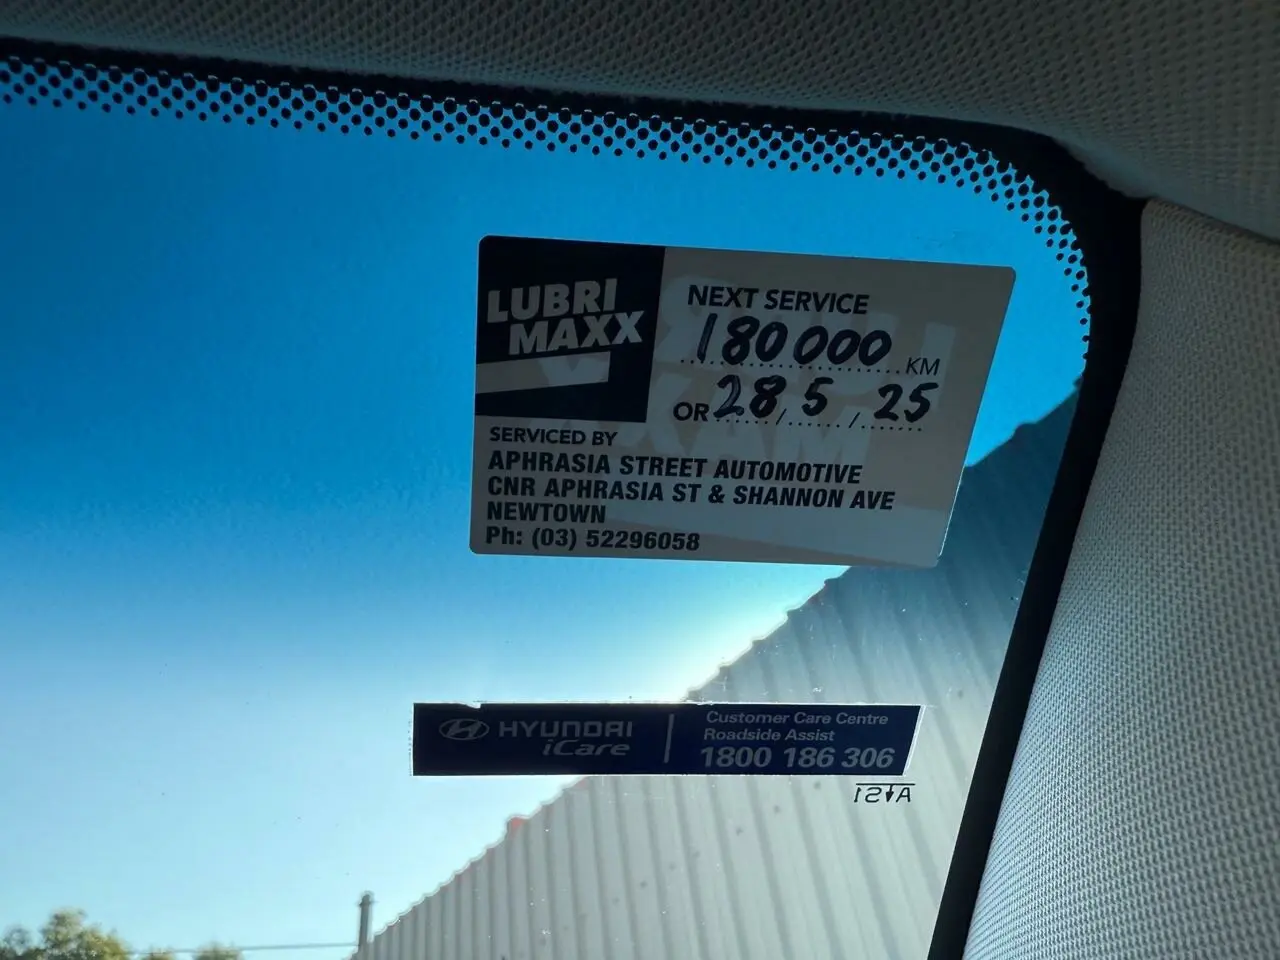 LUBRI
MAXX
NEXT SERVICE
180000 KM
OR 28/5/25
SERVICED BY
APHRASIA STREET AUTOMOTIVE
CNR APHRASIA ST & SHANNON AVE
NEWTOWN
Ph: (03) 52296058
HYUNDAI
iCare
Customer Care Centre
Roadside Assist
1800 186 306
AS1